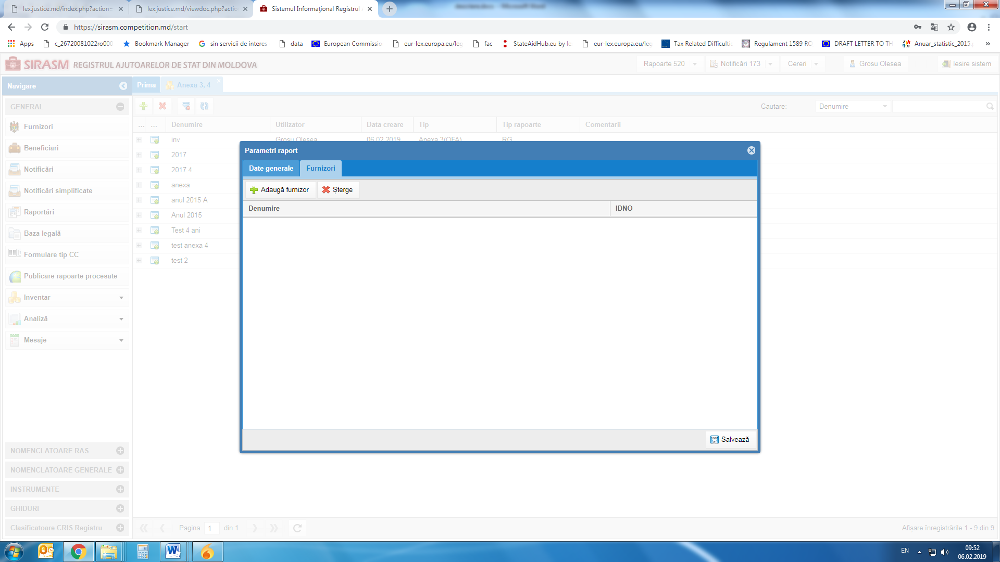 lex.justice.md/index.php?action=
lex.justice.md/viewdoc.php?actio
Sistemul Informaţional Registrul
https://sirasm.competition.md/start
Apps
c_26720081022ro000
Bookmark Manager
sin servicii de interes
data
European Commissio
eur-lex.europa.eu/leg
fac
StateAidHub.eu by le
eur-lex.europa.eu/leg
Tax Related Difficultie
Regulament 1589 RO
DRAFT LETTER TO TH
Anuar_statistic_2015.
»
SIRASM REGISTRUL AJUTOARELOR DE STAT DIN MOLDOVA
Rapoarte 520
Notificări 173
Cereri
Grosu Olesea
Iesire sistem
Navigare
Prima
Anexa 3, 4
GENERAL
Furnizori
Beneficiari
Notificări
Notificări simplificate
Raportări
Baza legală
Formulare tip CC
Publicare rapoarte procesate
Inventar
Analiză
Mesaje
NOMENCLATOARE RAS
NOMENCLATOARE GENERALE
INSTRUMENTE
GHIDURI
Clasificatoare CRIS Registru
Cautare:
Denumire
... ... Denumire Utilizator Data creare Tip Tip rapoarte Comentarii
inv Grosu Olesea 06.02.2019 Anexa 3(OFA) RG
2017
2017 4
anexa
anul 2015 A
Anul 2015
Test 4 ani
test anexa 4
test 2
Parametri raport
Date generale
Furnizori
Adaugă furnizor
Șterge
Denumire IDNO
Salvează
Pagina 1 din 1
Afișare înregistrările 1 - 9 din 9
EN
09:52
06.02.2019